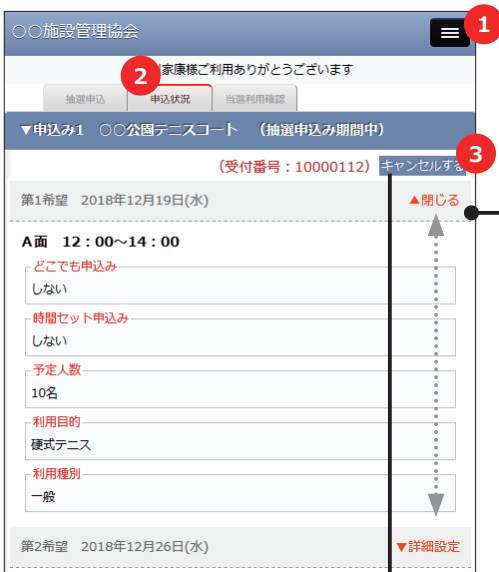 ○○施設管理協会
1
家康様ご利用ありがとうございます
2
抽選申込 申込状況 当選利用確認
▼申込み1 ○○公園テニスコート (抽選申込み期間中)
3
(受付番号:10000112) キャンセルする
第1希望 2018年12月19日(水) ▲閉じる
A面 12:00~14:00
どこでも申込み
しない
時間セット申込み
しない
予定人数
10名
利用目的
硬式テニス
利用種別
一般
第2希望 2018年12月26日(水) ▼詳細設定